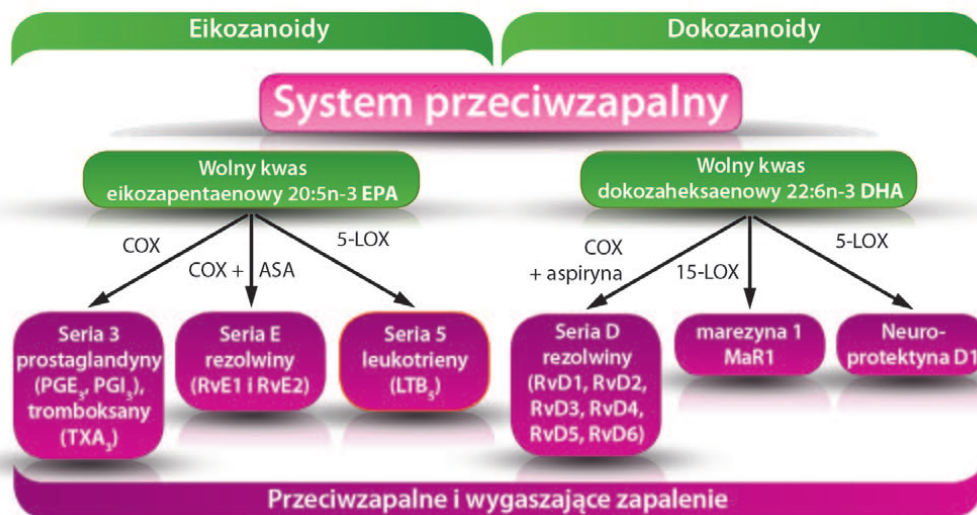 Eikozanoidy
Dokozanoidy
System przeciwzapalny
Wolny kwas
eikozapentaenowy 20:5n-3 EPA
Wolny kwas
dokozaheksaenowy 22:6n-3 DHA
COX
COX + ASA
5-LOX
COX
+ aspiryna
15-LOX
5-LOX
Seria 3
prostaglandyny
(PGE₃, PGI₃),
tromboksany
(TXA₃)
Seria E
rezolwiny
(RvE1 i RvE2)
Seria 5
leukotrieny
(LTB₅)
Seria D
rezolwiny
(RvD1, RvD2,
RvD3, RvD4,
RvD5, RvD6)
marezyna 1
MaR1
Neuro-
protektyna D1
Przeciwzapalne i wygaszające zapalenie